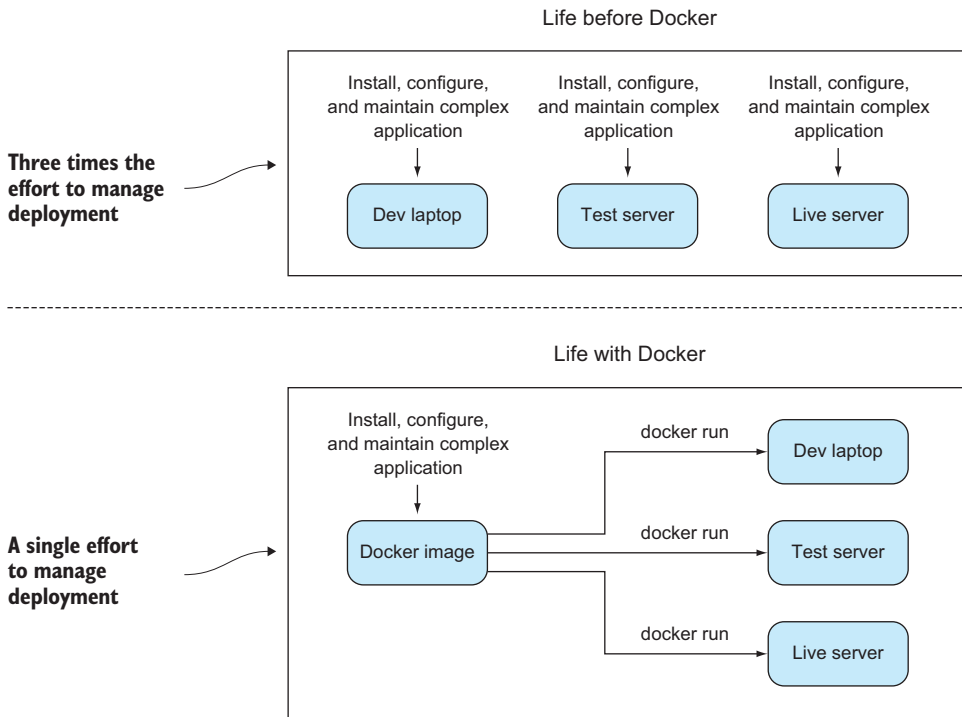 Life before Docker
Install, configure,
and maintain complex
application
Install, configure,
and maintain complex
application
Install, configure,
and maintain complex
application
Three times the
effort to manage
deployment
Dev laptop
Test server
Live server
Life with Docker
Install, configure,
and maintain complex
application
docker run
Dev laptop
A single effort
to manage
deployment
Docker image
docker run
Test server
docker run
Live server